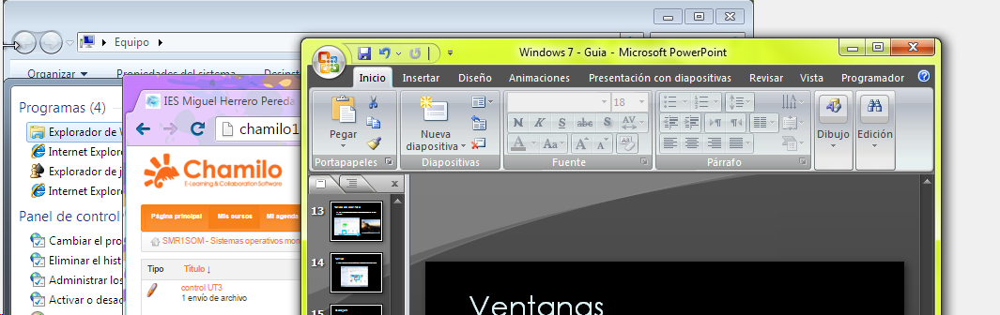 Equipo
Organizar
Propiedades del sistema
Desinst
Programas (4)
Explorador de W
Internet Explore
Explorador de j
Internet Explore
Panel de control
Cambiar el pro
Eliminar el hist
Administrar los
Activar o desac
IES Miguel Herrero Pereda
chamilo1
Chamilo
E-Learning & Collaboration Software
Página principal Mis cursos Mi agenda
SMR1SOM - Sistemas operativos mon
Tipo Titulo ↓
control UT3
1 envío de archivo
Windows 7 - Guia - Microsoft PowerPoint
Inicio Insertar Diseño Animaciones Presentación con diapositivas Revisar Vista Programador
Pegar
Portapapeles
Nueva
diapositiva
Diapositivas
18
N K S abc S AV
A Aa A A
Fuente
Párrafo
Dibujo
Edición
13
14
15
Ventanas